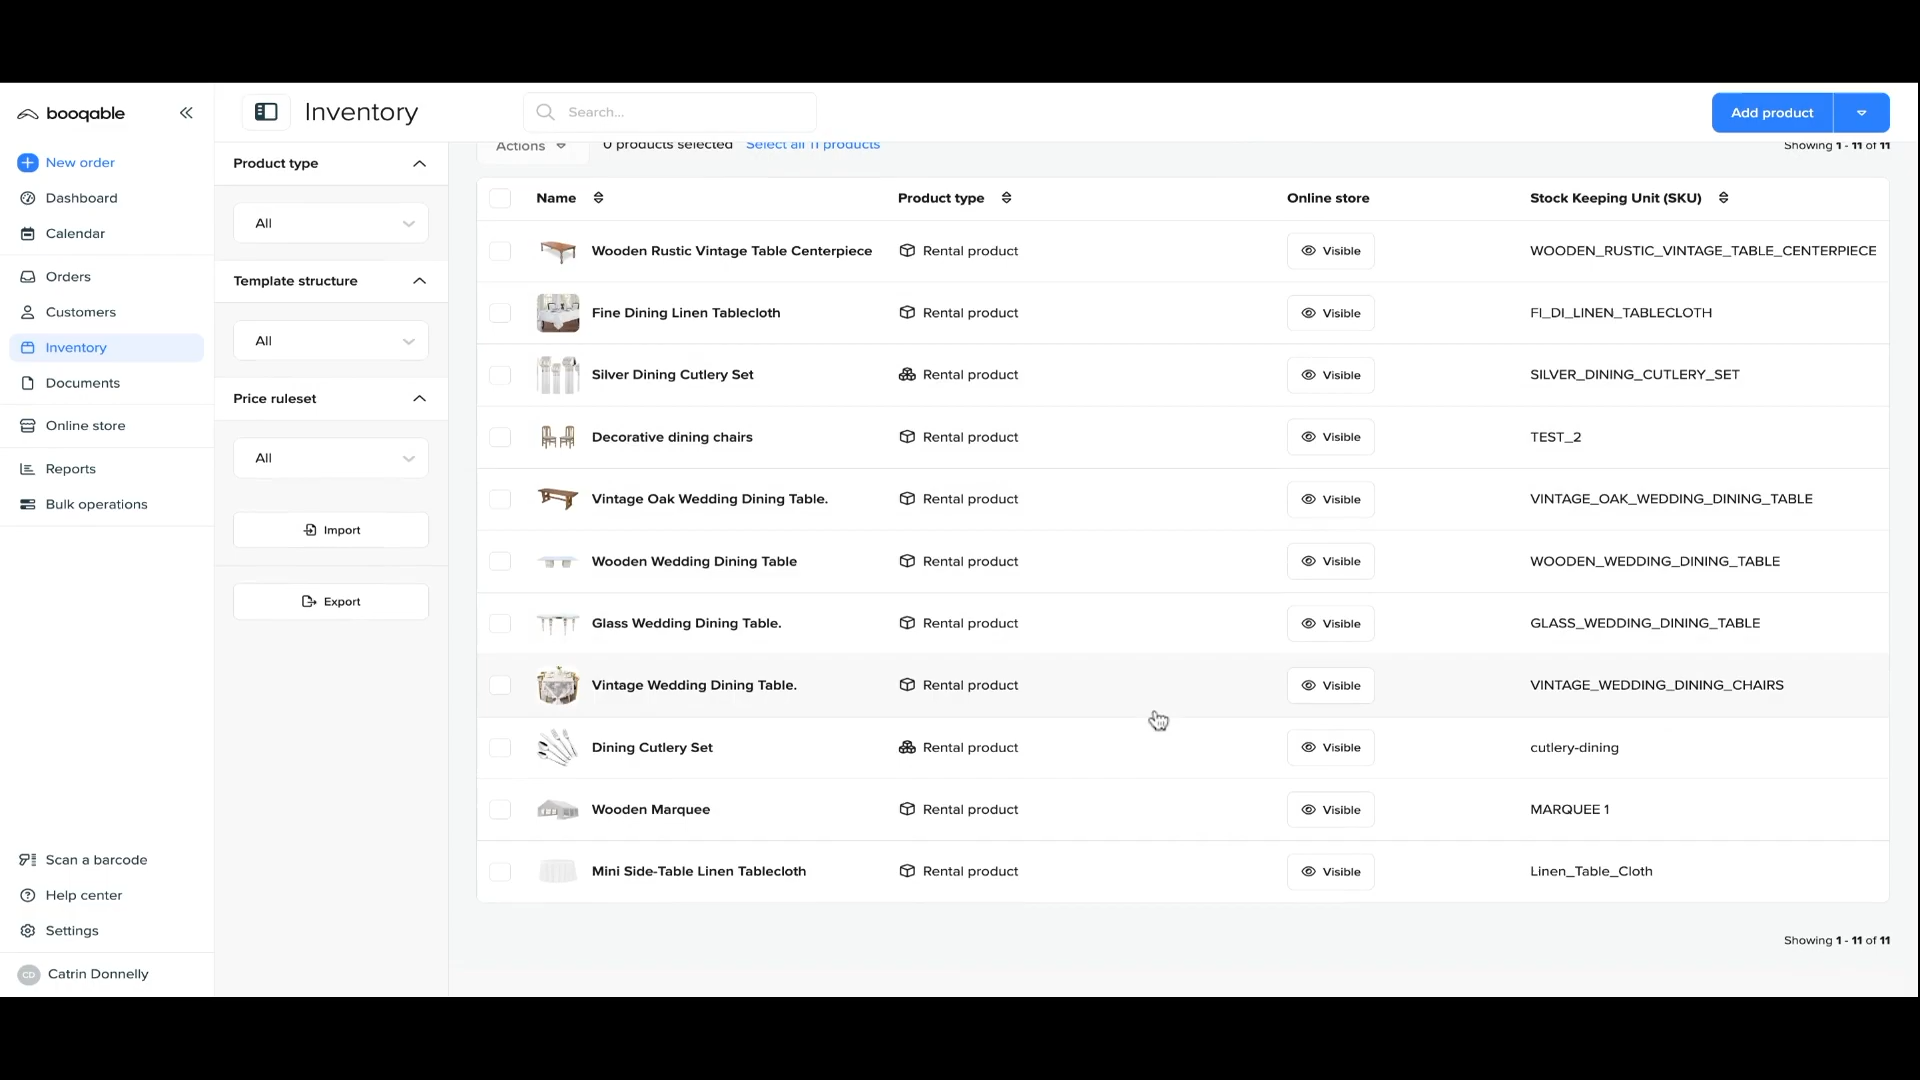 booqable
Inventory
Search...
Add product
New order
Dashboard
Calendar
Orders
Customers
Inventory
Documents
Online store
Reports
Bulk operations
Scan a barcode
Help center
Settings
CD Catrin Donnelly
Product type
All
Template structure
All
Price ruleset
All
Import
Export
Actions 0 products selected Select all 11 products Showing 1 - 11 of 11
Name Product type Online store Stock Keeping Unit (SKU)
Wooden Rustic Vintage Table Centerpiece Rental product Visible WOODEN_RUSTIC_VINTAGE_TABLE_CENTERPIECE
Fine Dining Linen Tablecloth Rental product Visible FI_DI_LINEN_TABLECLOTH
Silver Dining Cutlery Set Rental product Visible SILVER_DINING_CUTLERY_SET
Decorative dining chairs Rental product Visible TEST_2
Vintage Oak Wedding Dining Table. Rental product Visible VINTAGE_OAK_WEDDING_DINING_TABLE
Wooden Wedding Dining Table Rental product Visible WOODEN_WEDDING_DINING_TABLE
Glass Wedding Dining Table. Rental product Visible GLASS_WEDDING_DINING_TABLE
Vintage Wedding Dining Table. Rental product Visible VINTAGE_WEDDING_DINING_CHAIRS
Dining Cutlery Set Rental product Visible cutlery-dining
Wooden Marquee Rental product Visible MARQUEE 1
Mini Side-Table Linen Tablecloth Rental product Visible Linen_Table_Cloth
Showing 1 - 11 of 11